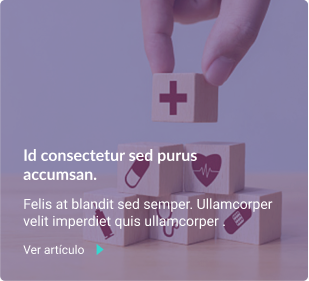 Id consectetur sed purus
accumsan.
Felis at blandit sed semper. Ullamcorper
velit imperdiet quis ullamcorper .
Ver artículo